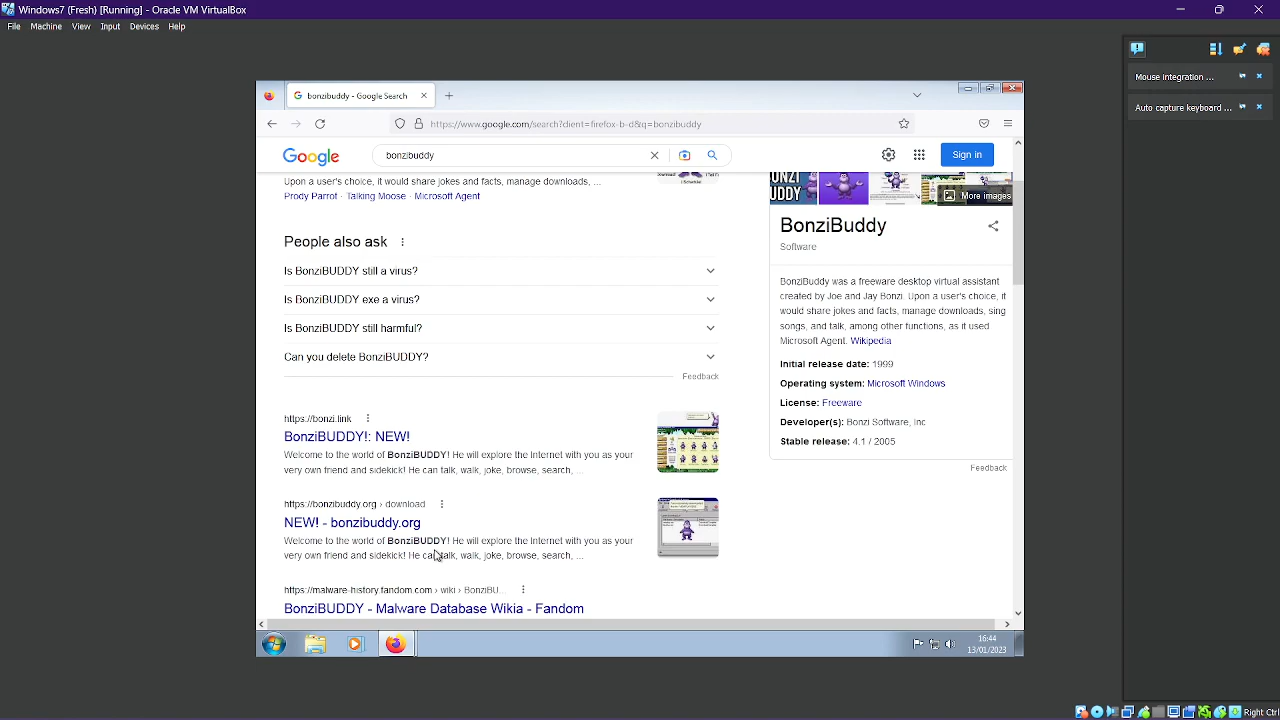 Windows7 (Fresh) [Running] - Oracle VM VirtualBox
File Machine View Input Devices Help
Mouse integration ...
Auto capture keyboard ...
bonzibuddy - Google Search
https://www.google.com/search?client=firefox-b-d&q=bonzibuddy
Google
bonzibuddy
Sign in
Upon a user's choice, it would share jokes and facts, manage downloads, ...
Prody Parrot · Talking Moose · Microsoft Agent
People also ask
Is BonziBUDDY still a virus?
Is BonziBUDDY exe a virus?
Is BonziBUDDY still harmful?
Can you delete BonziBUDDY?
Feedback
https://bonzi.link
BonziBUDDY!: NEW!
Welcome to the world of BonziBUDDY! He will explore the Internet with you as your
very own friend and sidekick! He can talk, walk, joke, browse, search, ...
https://bonzibuddy.org › download
NEW! - bonzibuddy.org
Welcome to the world of BonziBUDDY! He will explore the Internet with you as your
very own friend and sidekick! He can talk, walk, joke, browse, search, ...
https://malware-history.fandom.com › wiki › BonziBU...
BonziBUDDY - Malware Database Wikia - Fandom
BUDDY
More images
BonziBuddy
Software
BonziBuddy was a freeware desktop virtual assistant
created by Joe and Jay Bonzi. Upon a user's choice, it
would share jokes and facts, manage downloads, sing
songs, and talk, among other functions, as it used
Microsoft Agent. Wikipedia
Initial release date: 1999
Operating system: Microsoft Windows
License: Freeware
Developer(s): Bonzi Software, Inc
Stable release: 4.1 / 2005
Feedback
16:44
13/01/2023
Right Ctrl